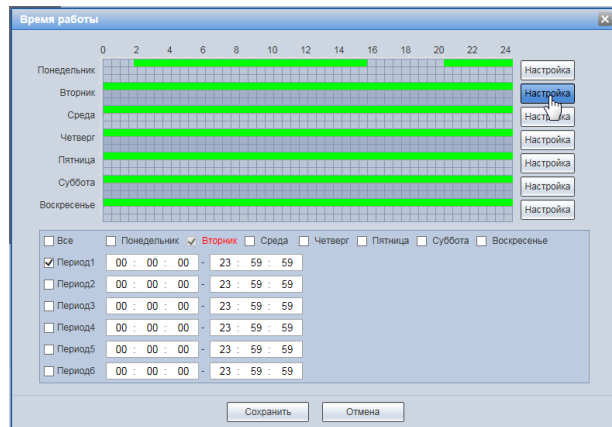 Время работы
0 2 4 6 8 10 12 14 16 18 20 22 24
Понедельник Настройка
Вторник Настройка
Среда Настройка
Четверг Настройка
Пятница Настройка
Суббота Настройка
Воскресенье Настройка
Все Понедельник Вторник Среда Четверг Пятница Суббота Воскресенье
Период1 00 : 00 : 00 - 23 : 59 : 59
Период2 00 : 00 : 00 - 23 : 59 : 59
Период3 00 : 00 : 00 - 23 : 59 : 59
Период4 00 : 00 : 00 - 23 : 59 : 59
Период5 00 : 00 : 00 - 23 : 59 : 59
Период6 00 : 00 : 00 - 23 : 59 : 59
Сохранить Отмена